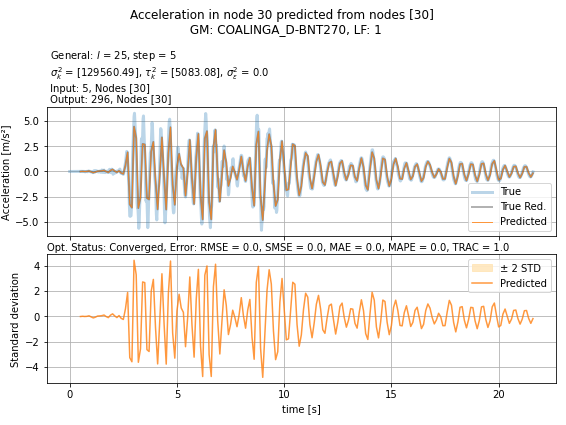 Acceleration in node 30 predicted from nodes [30]
GM: COALINGA_D-BNT270, LF: 1
General: l = 25, step = 5
σ²ₖ = [129560.49], τ²ₖ = [5083.08], σ²ₑ = 0.0
Input: 5, Nodes [30]
Output: 296, Nodes [30]
Acceleration [m/s²]
5.0
2.5
0.0
−2.5
−5.0
True
True Red.
Predicted
Opt. Status: Converged, Error: RMSE = 0.0, SMSE = 0.0, MAE = 0.0, MAPE = 0.0, TRAC = 1.0
Standard deviation
4
2
0
−2
−4
± 2 STD
Predicted
0
5
10
15
20
time [s]